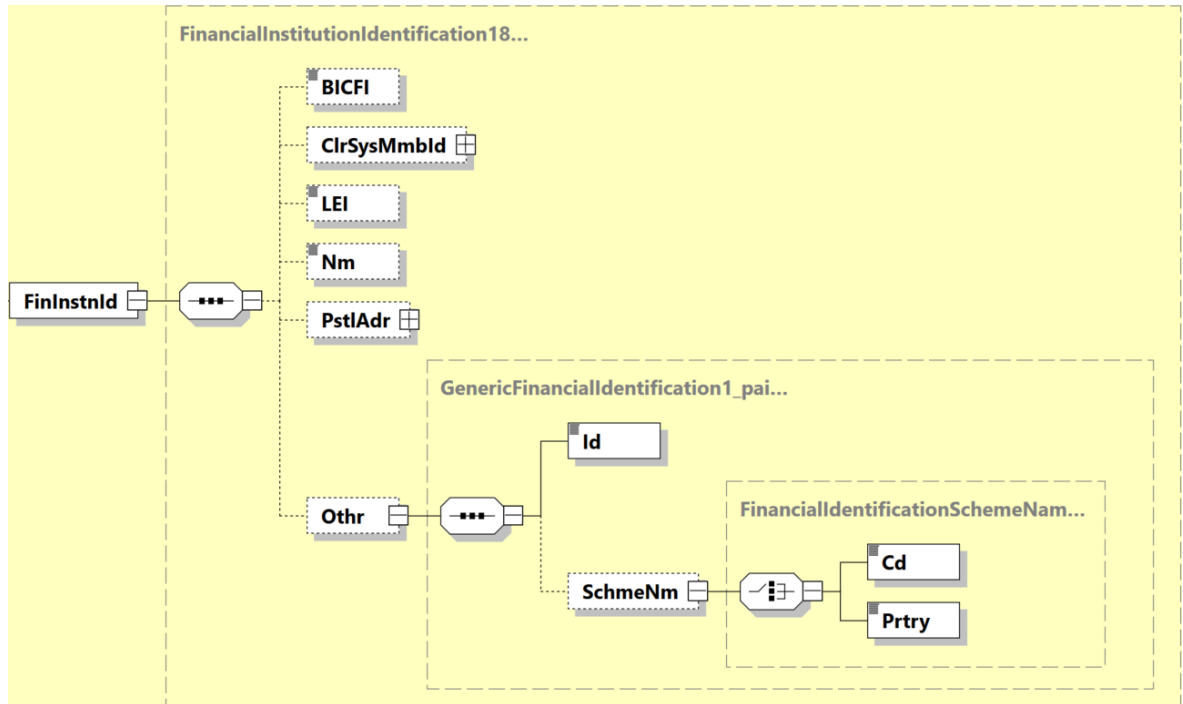 FinancialInstitutionIdentification18...
BICFI
ClrSysMmbId
LEI
Nm
FinInstnId
PstlAdr
GenericFinancialIdentification1_pai...
Id
FinancialIdentificationSchemeNam...
Othr
Cd
SchmeNm
Prtry